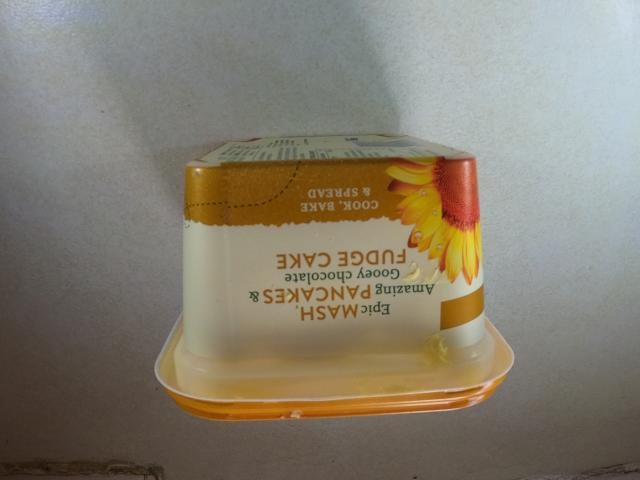 Epic MASH,
Amazing PANCAKES &
Gooey chocolate
FUDGE CAKE
COOK, BAKE
& SPREAD